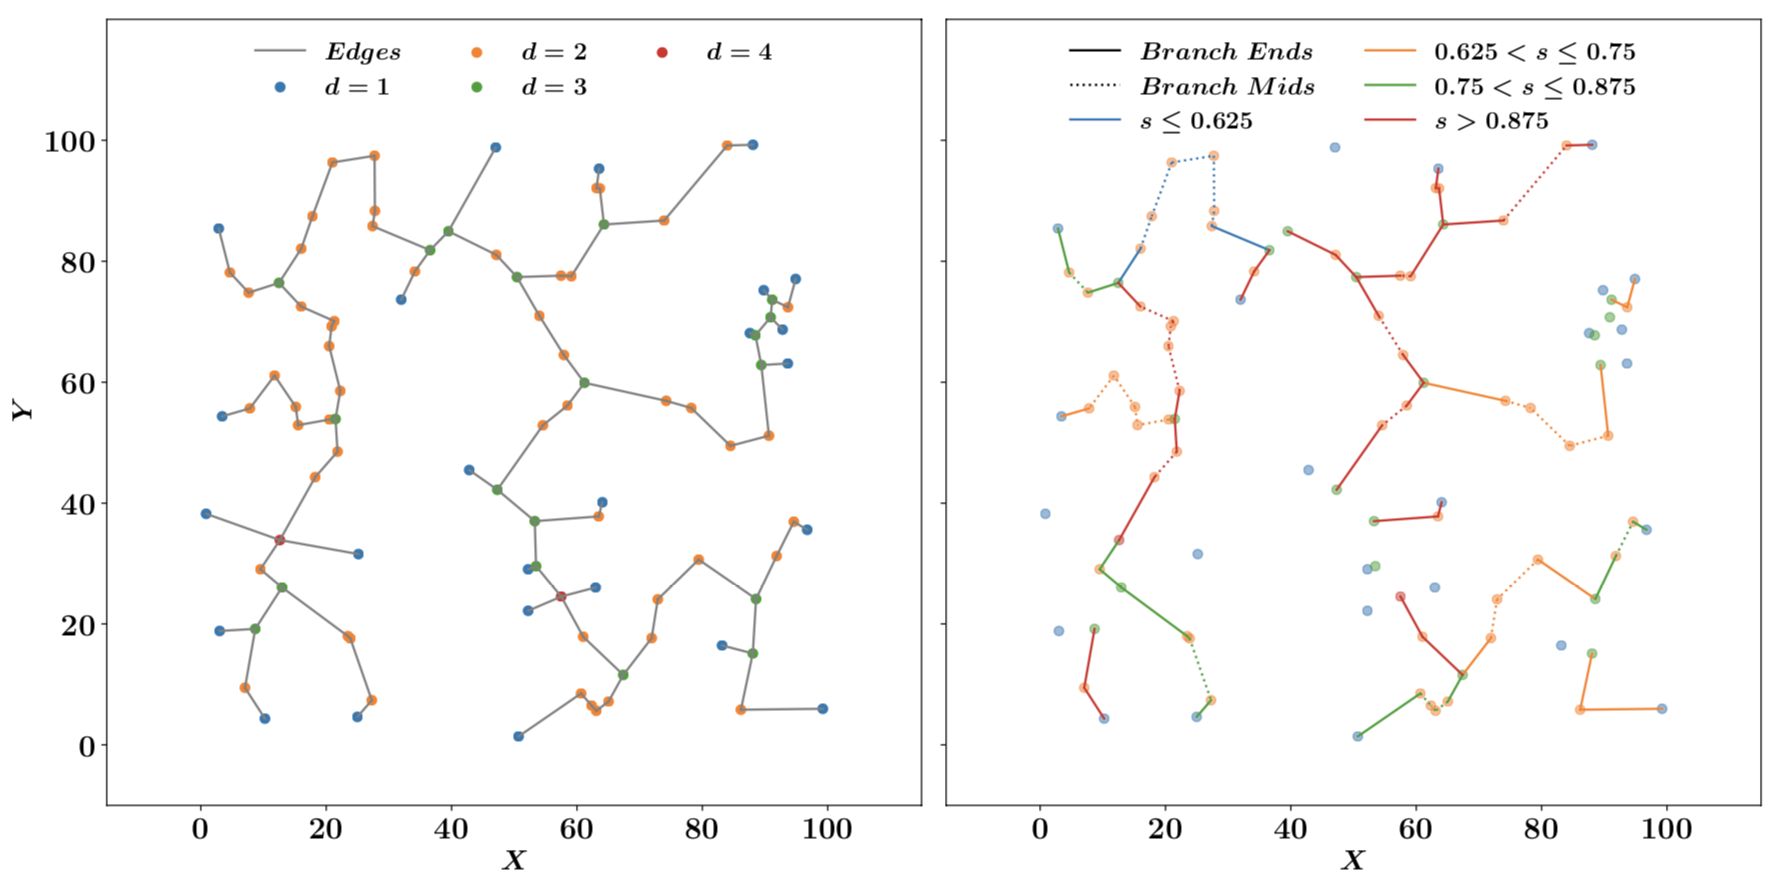 Edges d = 2 d = 4
d = 1 d = 3
Branch Ends 0.625 < s ≤ 0.75
Branch Mids 0.75 < s ≤ 0.875
s ≤ 0.625 s > 0.875
100
80
60
40
20
0
Y
0 20 40 60 80 100
X
0 20 40 60 80 100
X